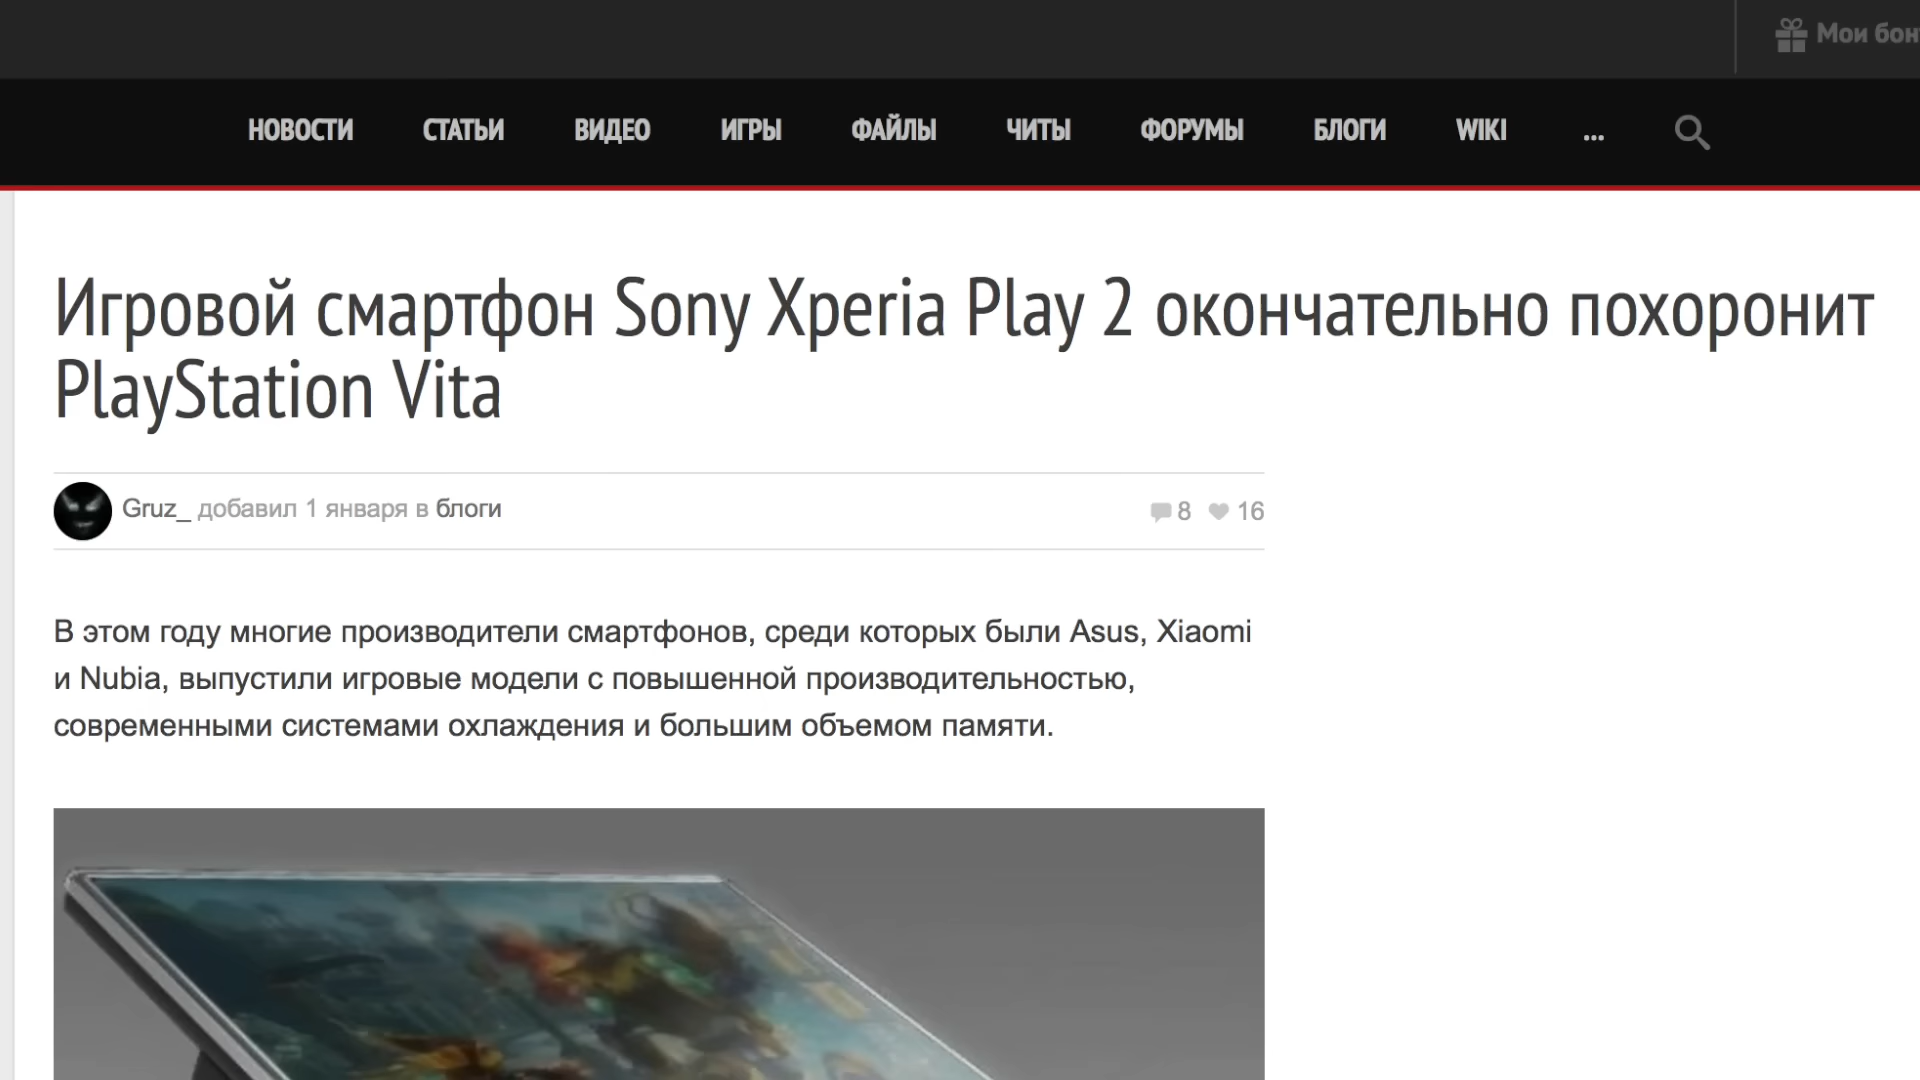 Мои
НОВОСТИ СТАТЬИ ВИДЕО ИГРЫ ФАЙЛЫ ЧИТЫ ФОРУМЫ БЛОГИ WIKI ...
Игровой смартфон Sony Xperia Play 2 окончательно похоронит
PlayStation Vita
Gruz_ добавил 1 января в блоги 8 16
В этом году многие производители смартфонов, среди которых были Asus, Xiaomi
и Nubia, выпустили игровые модели с повышенной производительностью,
современными системами охлаждения и большим объемом памяти.